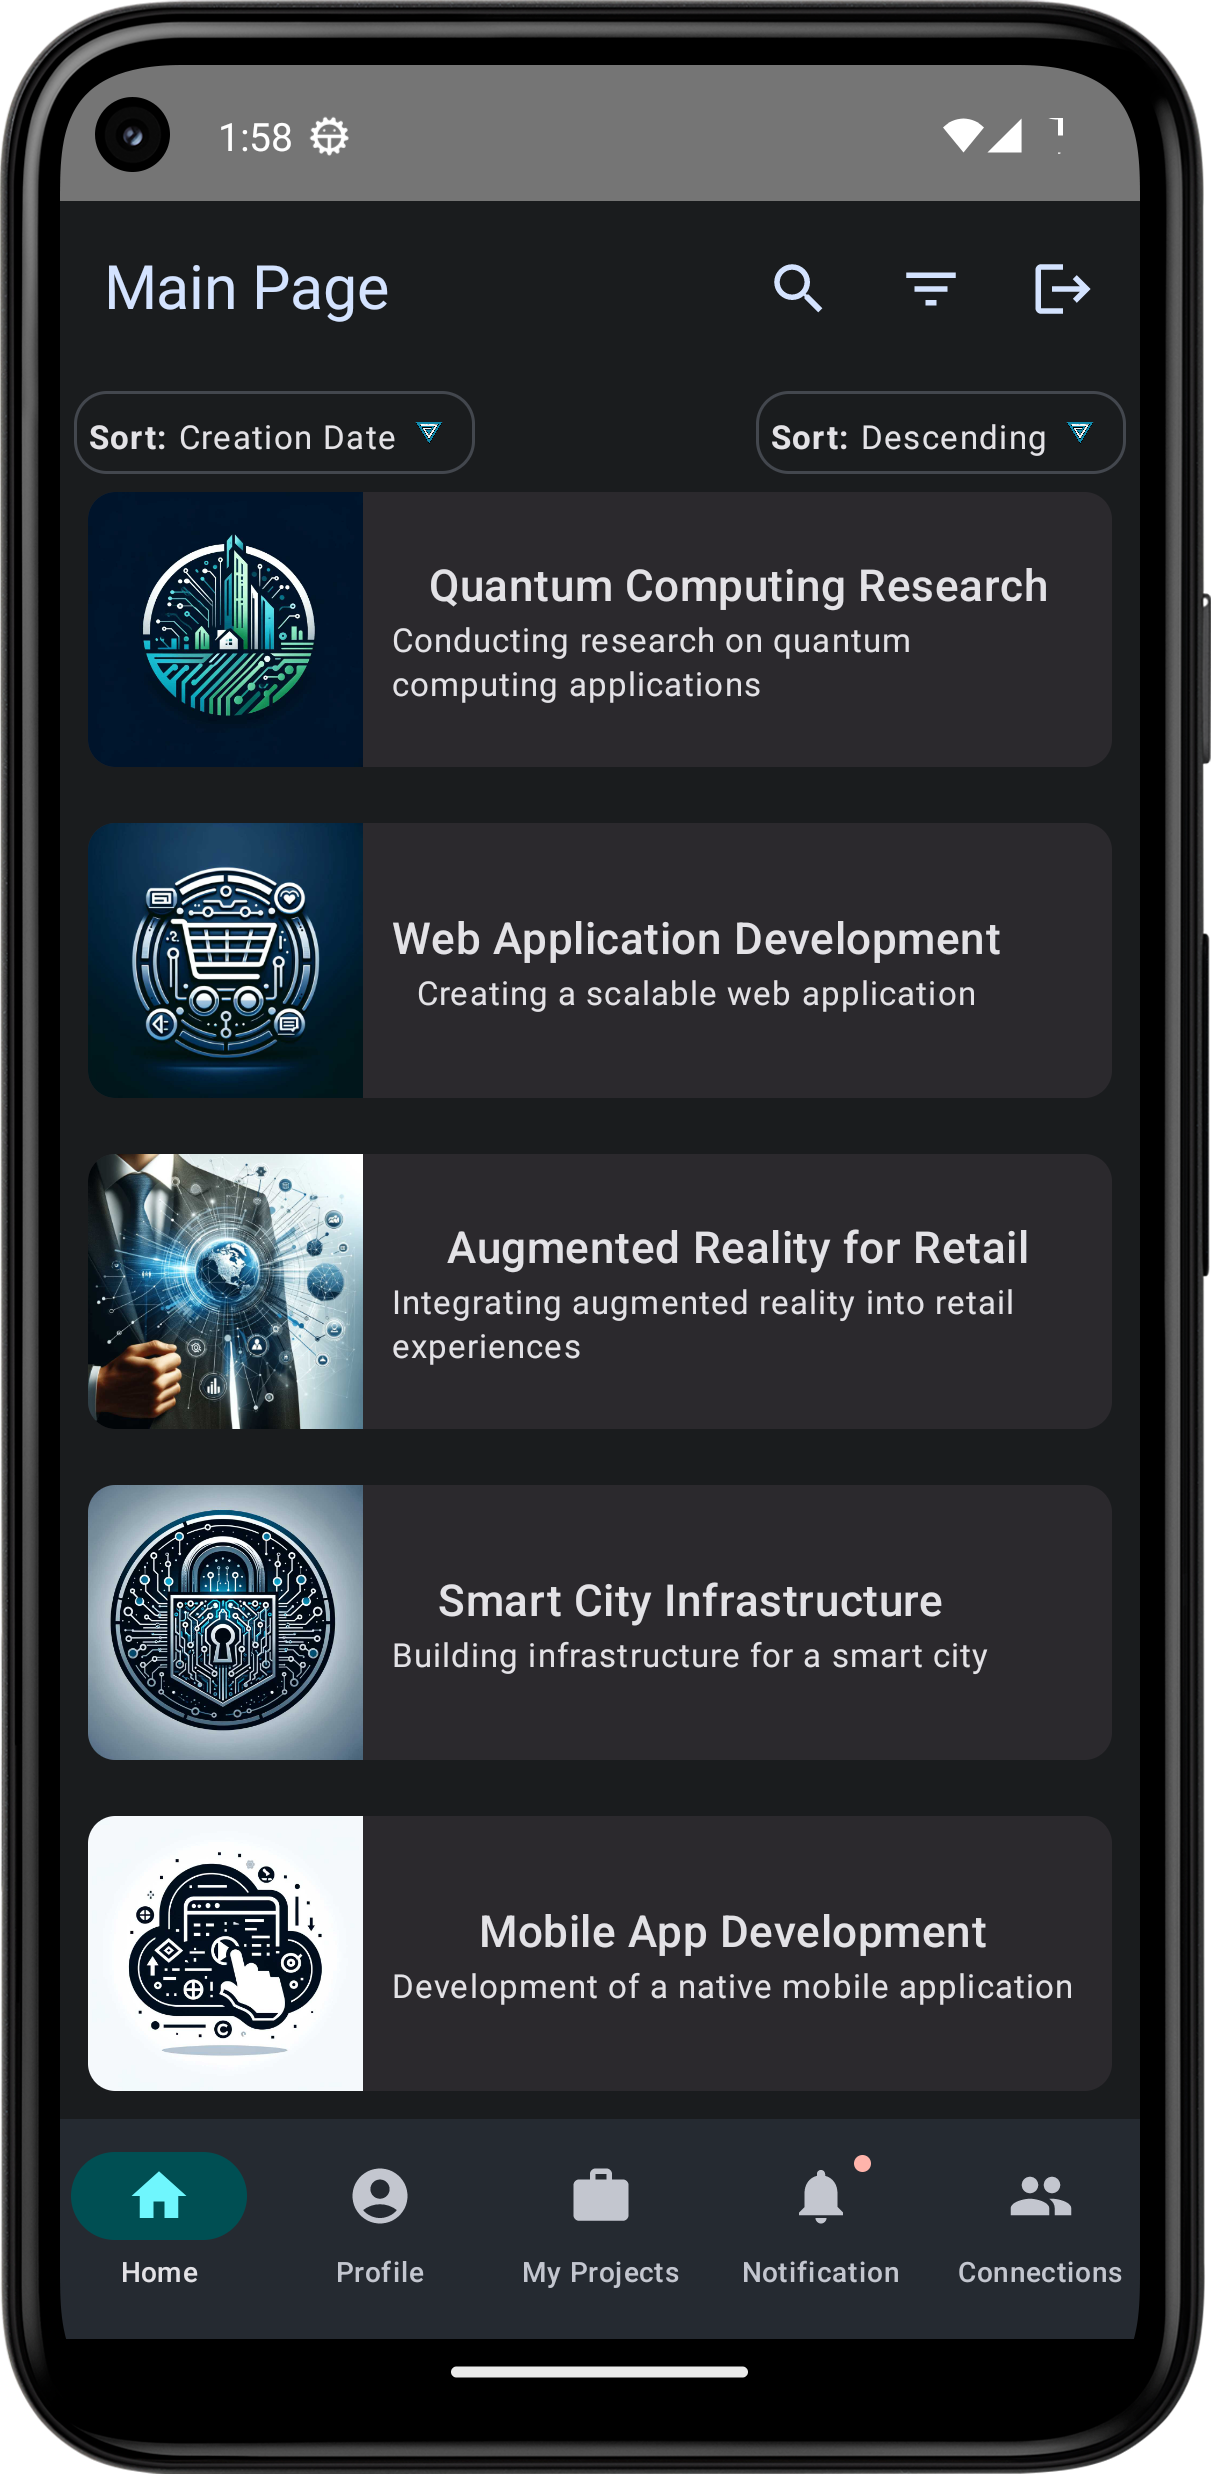 1:58
Main Page
Sort: Creation Date
Sort: Descending
Quantum Computing Research
Conducting research on quantum
computing applications
Web Application Development
Creating a scalable web application
Augmented Reality for Retail
Integrating augmented reality into retail
experiences
Smart City Infrastructure
Building infrastructure for a smart city
Mobile App Development
Development of a native mobile application
Home
Profile
My Projects
Notification
Connections